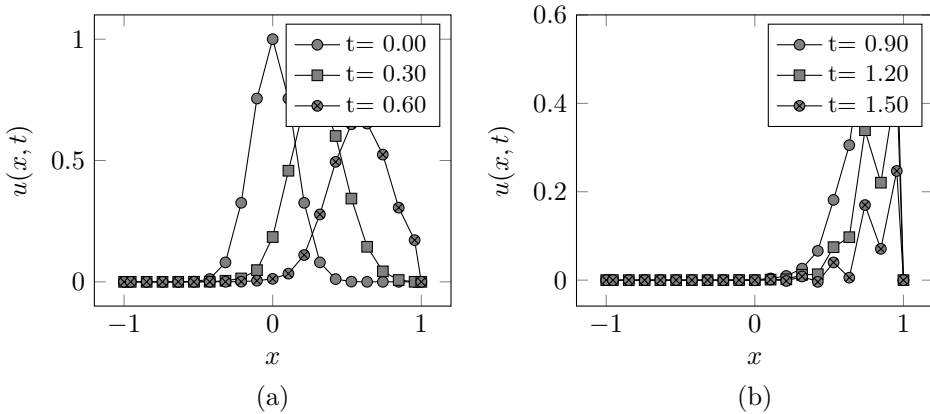 1
0.5
0
u(x, t)
−1
0
1
x
t= 0.00
t= 0.30
t= 0.60
(a)
0.6
0.4
0.2
0
u(x, t)
−1
0
1
x
t= 0.90
t= 1.20
t= 1.50
(b)